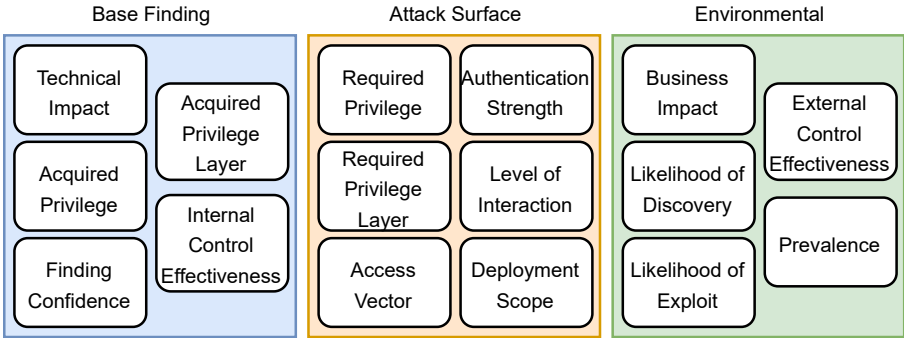 Base Finding
Technical
Impact
Acquired
Privilege
Finding
Confidence
Acquired
Privilege
Layer
Internal
Control
Effectiveness
Attack Surface
Required
Privilege
Required
Privilege
Layer
Access
Vector
Authentication
Strength
Level of
Interaction
Deployment
Scope
Environmental
Business
Impact
Likelihood of
Discovery
Likelihood of
Exploit
External
Control
Effectiveness
Prevalence